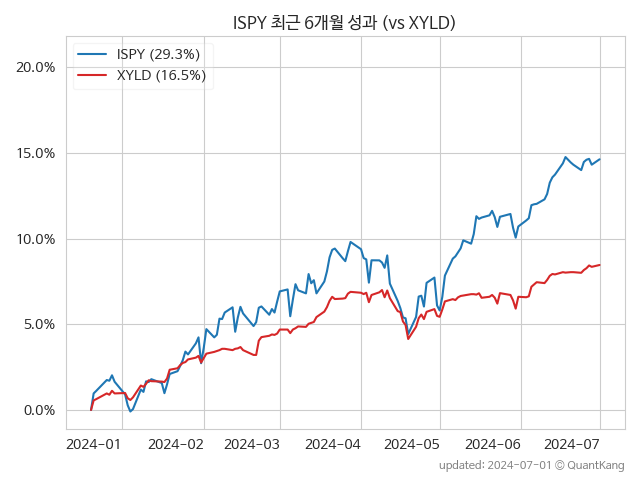 ISPY 최근 6개월 성과 (vs XYLD)
ISPY (29.3%)
XYLD (16.5%)
20.0%
15.0%
10.0%
5.0%
0.0%
2024-01 2024-02 2024-03 2024-04 2024-05 2024-06 2024-07
updated: 2024-07-01 © QuantKang